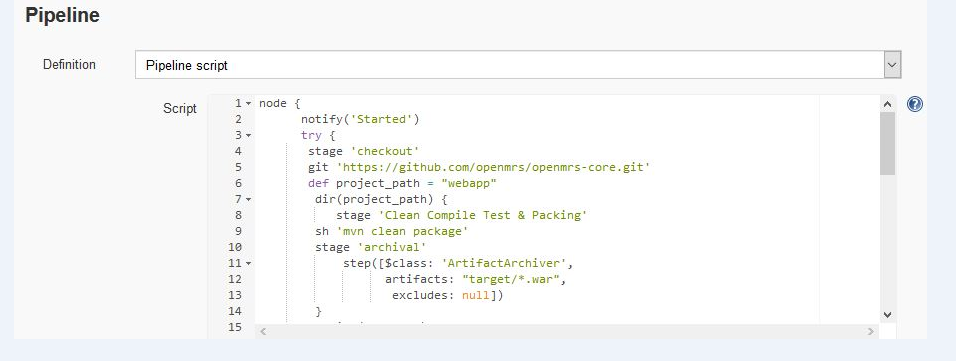 Pipeline
Definition
Pipeline script
Script
1 node {
2 notify('Started')
3 try {
4 stage 'checkout'
5 git 'https://github.com/openmrs/openmrs-core.git'
6 def project_path = "webapp"
7 dir(project_path) {
8 stage 'Clean Compile Test & Packing'
9 sh 'mvn clean package'
10 stage 'archival'
11 step([$class: 'ArtifactArchiver',
12 artifacts: "target/*.war",
13 excludes: null])
14 }
15
?